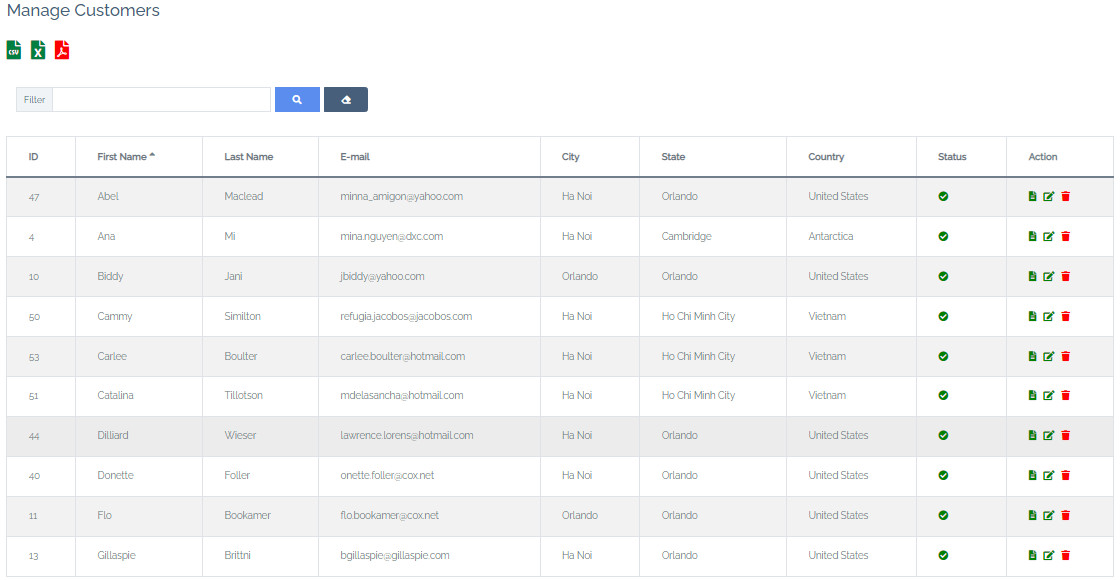 Manage Customers
CSV X
Filter
ID First Name Last Name E-mail City State Country Status Action
47 Abel Maclead minna_amigon@yahoo.com Ha Noi Orlando United States
4 Ana Mi mina.nguyen@dxc.com Ha Noi Cambridge Antarctica
10 Biddy Jani jbiddy@yahoo.com Orlando Orlando United States
50 Cammy Similton refugia.jacobos@jacobos.com Ha Noi Ho Chi Minh City Vietnam
53 Carlee Boulter carlee.boulter@hotmail.com Ha Noi Ho Chi Minh City Vietnam
51 Catalina Tillotson mdelasancha@hotmail.com Ha Noi Ho Chi Minh City Vietnam
44 Dilliard Wieser lawrence.lorens@hotmail.com Ha Noi Orlando United States
40 Donette Foller onette.foller@cox.net Ha Noi Orlando United States
11 Flo Bookamer flo.bookamer@cox.net Orlando Orlando United States
13 Gillaspie Brittni bgillaspie@gillaspie.com Ha Noi Orlando United States